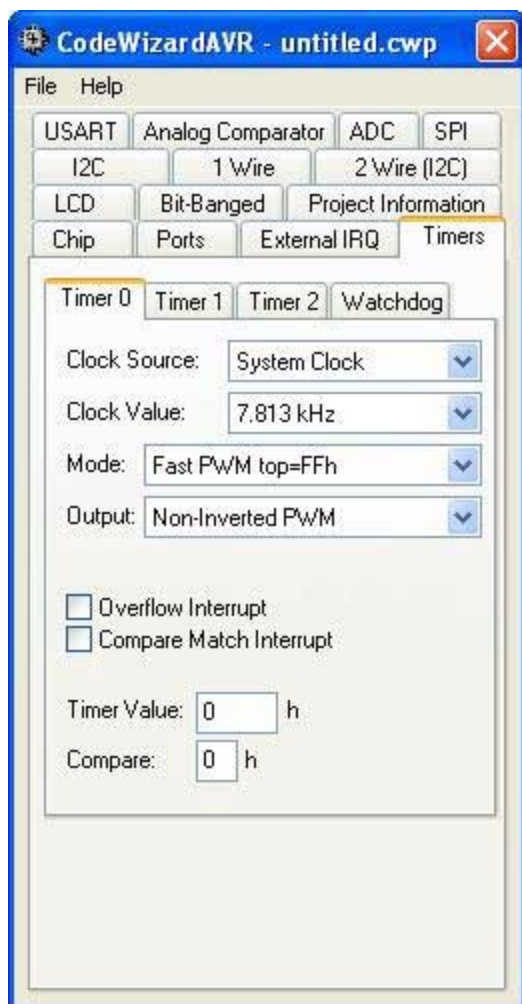 CodeWizardAVR - untitled.cwp
File Help
USART Analog Comparator ADC SPI
I2C 1 Wire 2 Wire (I2C)
LCD Bit-Banged Project Information
Chip Ports External IRQ Timers
Timer 0 Timer 1 Timer 2 Watchdog
Clock Source: System Clock
Clock Value: 7.813 kHz
Mode: Fast PWM top=FFh
Output: Non-Inverted PWM
Overflow Interrupt
Compare Match Interrupt
Timer Value: 0 h
Compare: 0 h